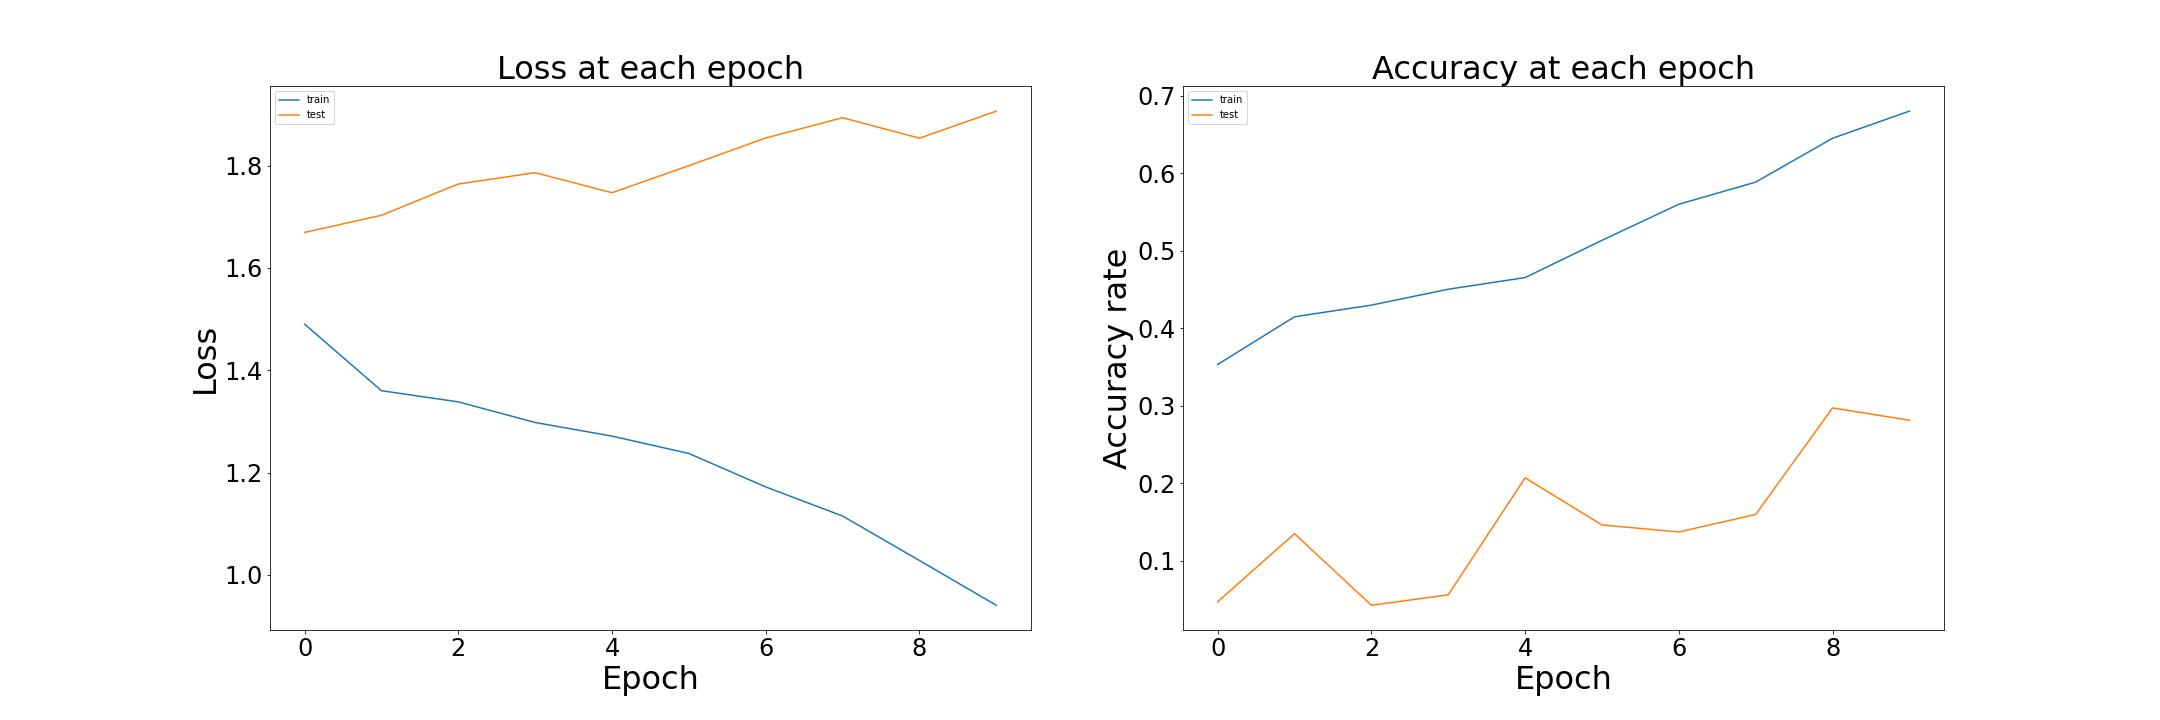 Loss at each epoch
train
test
1.8
1.6
1.4
1.2
1.0
Loss
0 2 4 6 8
Epoch
Accuracy at each epoch
train
test
0.7
0.6
0.5
0.4
0.3
0.2
0.1
Accuracy rate
0 2 4 6 8
Epoch